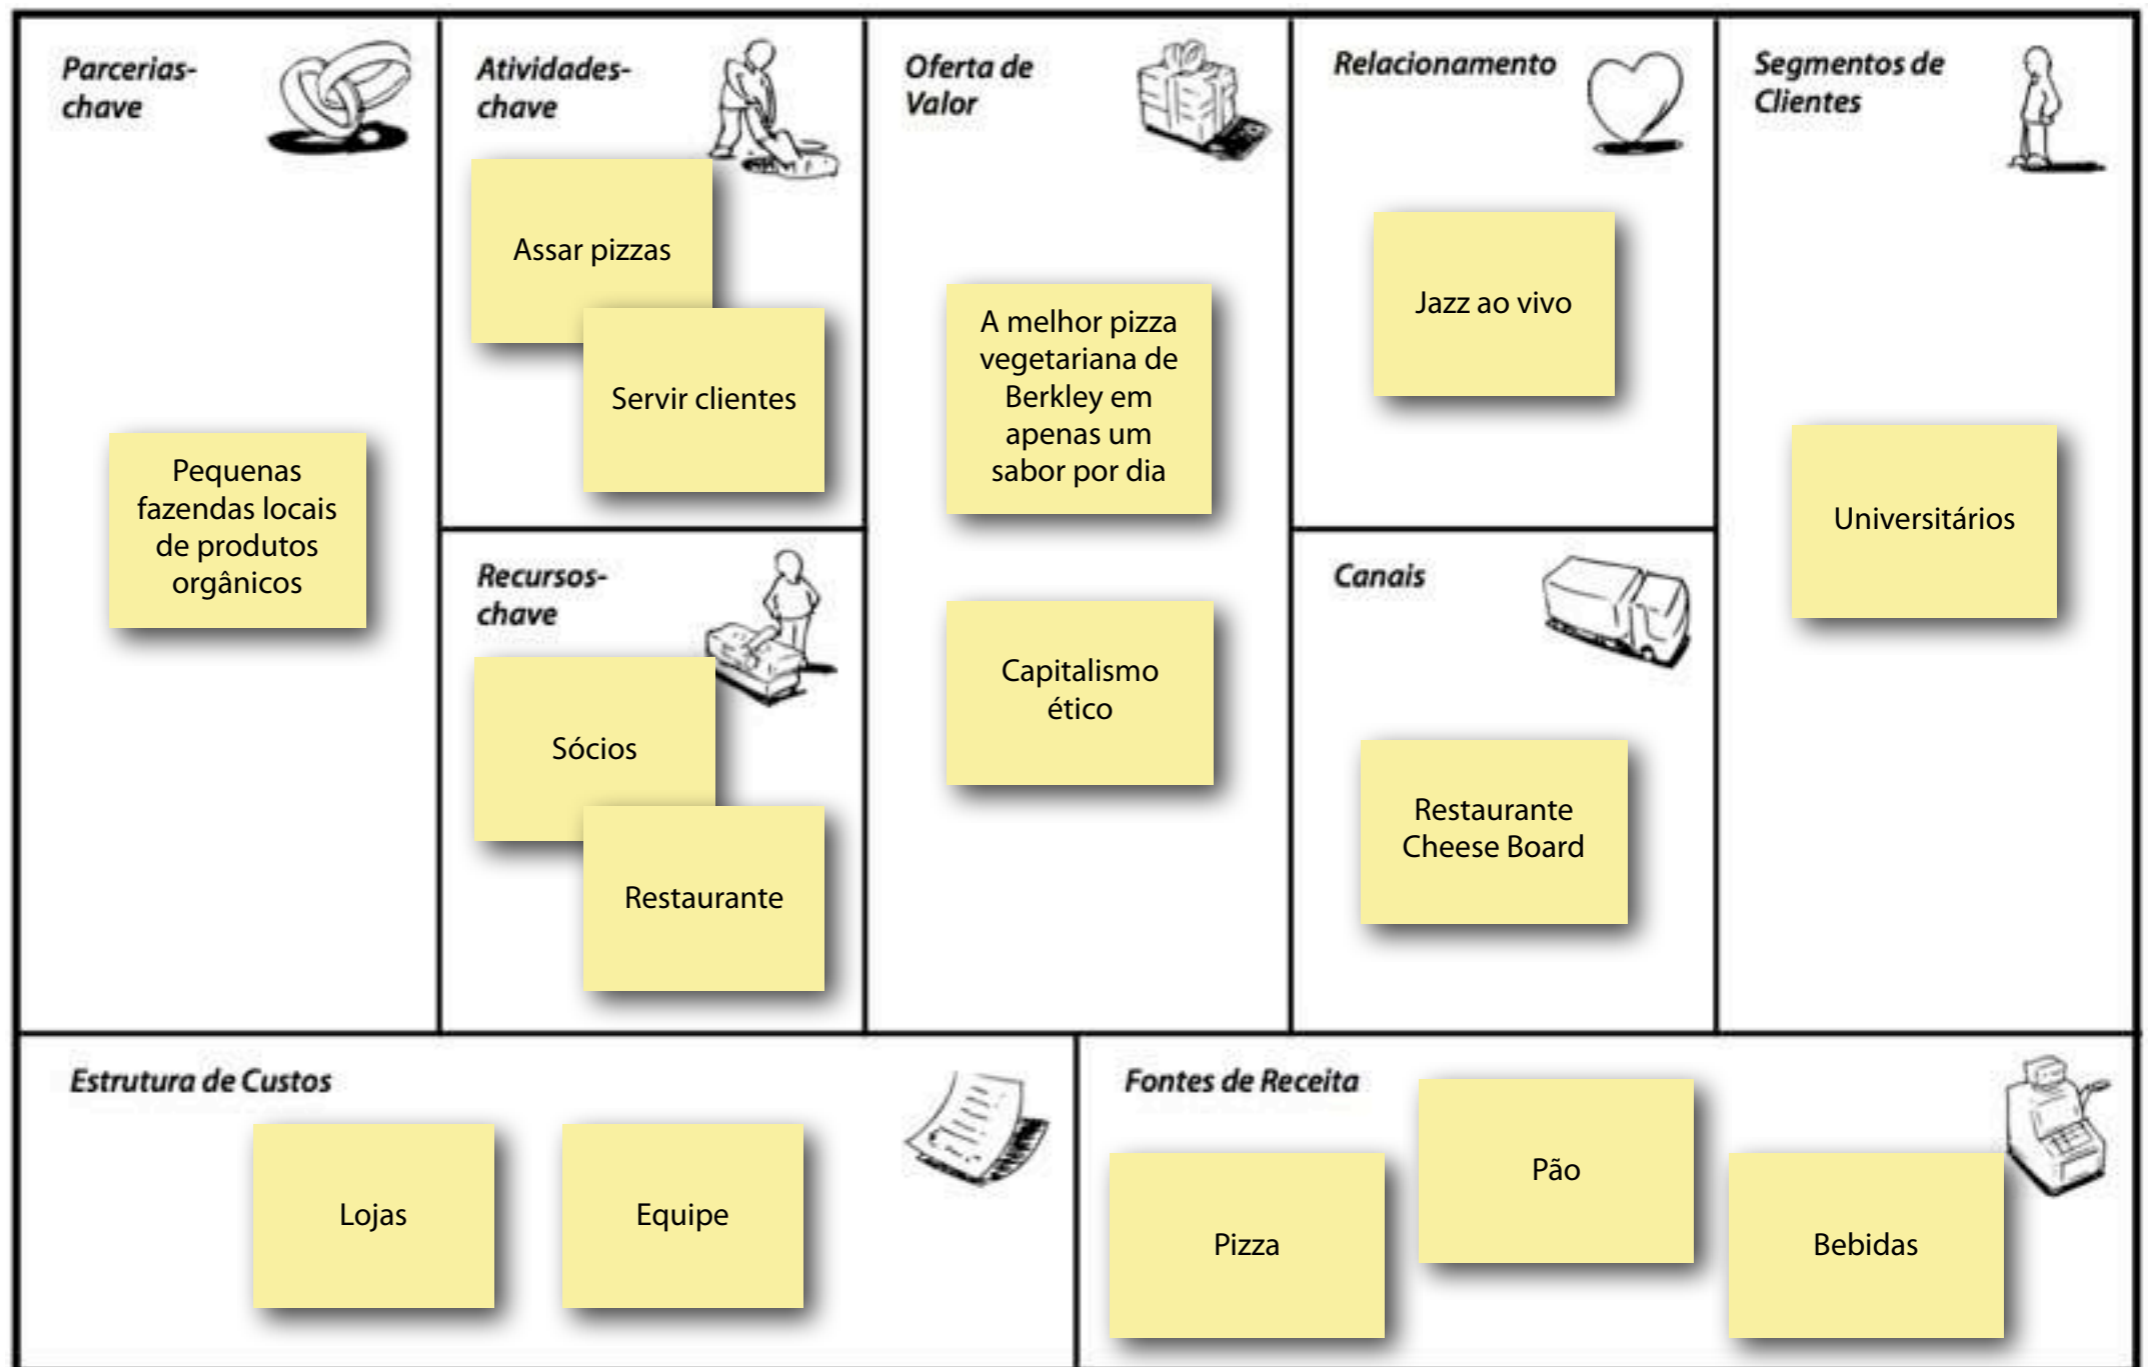 Parcerias-
chave
Pequenas
fazendas locais
de produtos
orgânicos
Atividades-
chave
Assar pizzas
Servir clientes
Recursos-
chave
Sócios
Restaurante
Oferta de
Valor
A melhor pizza
vegetariana de
Berkley em
apenas um
sabor por dia
Capitalismo
ético
Relacionamento
Jazz ao vivo
Canais
Restaurante
Cheese Board
Segmentos de
Clientes
Universitários
Estrutura de Custos
Lojas
Equipe
Fontes de Receita
Pizza
Pão
Bebidas